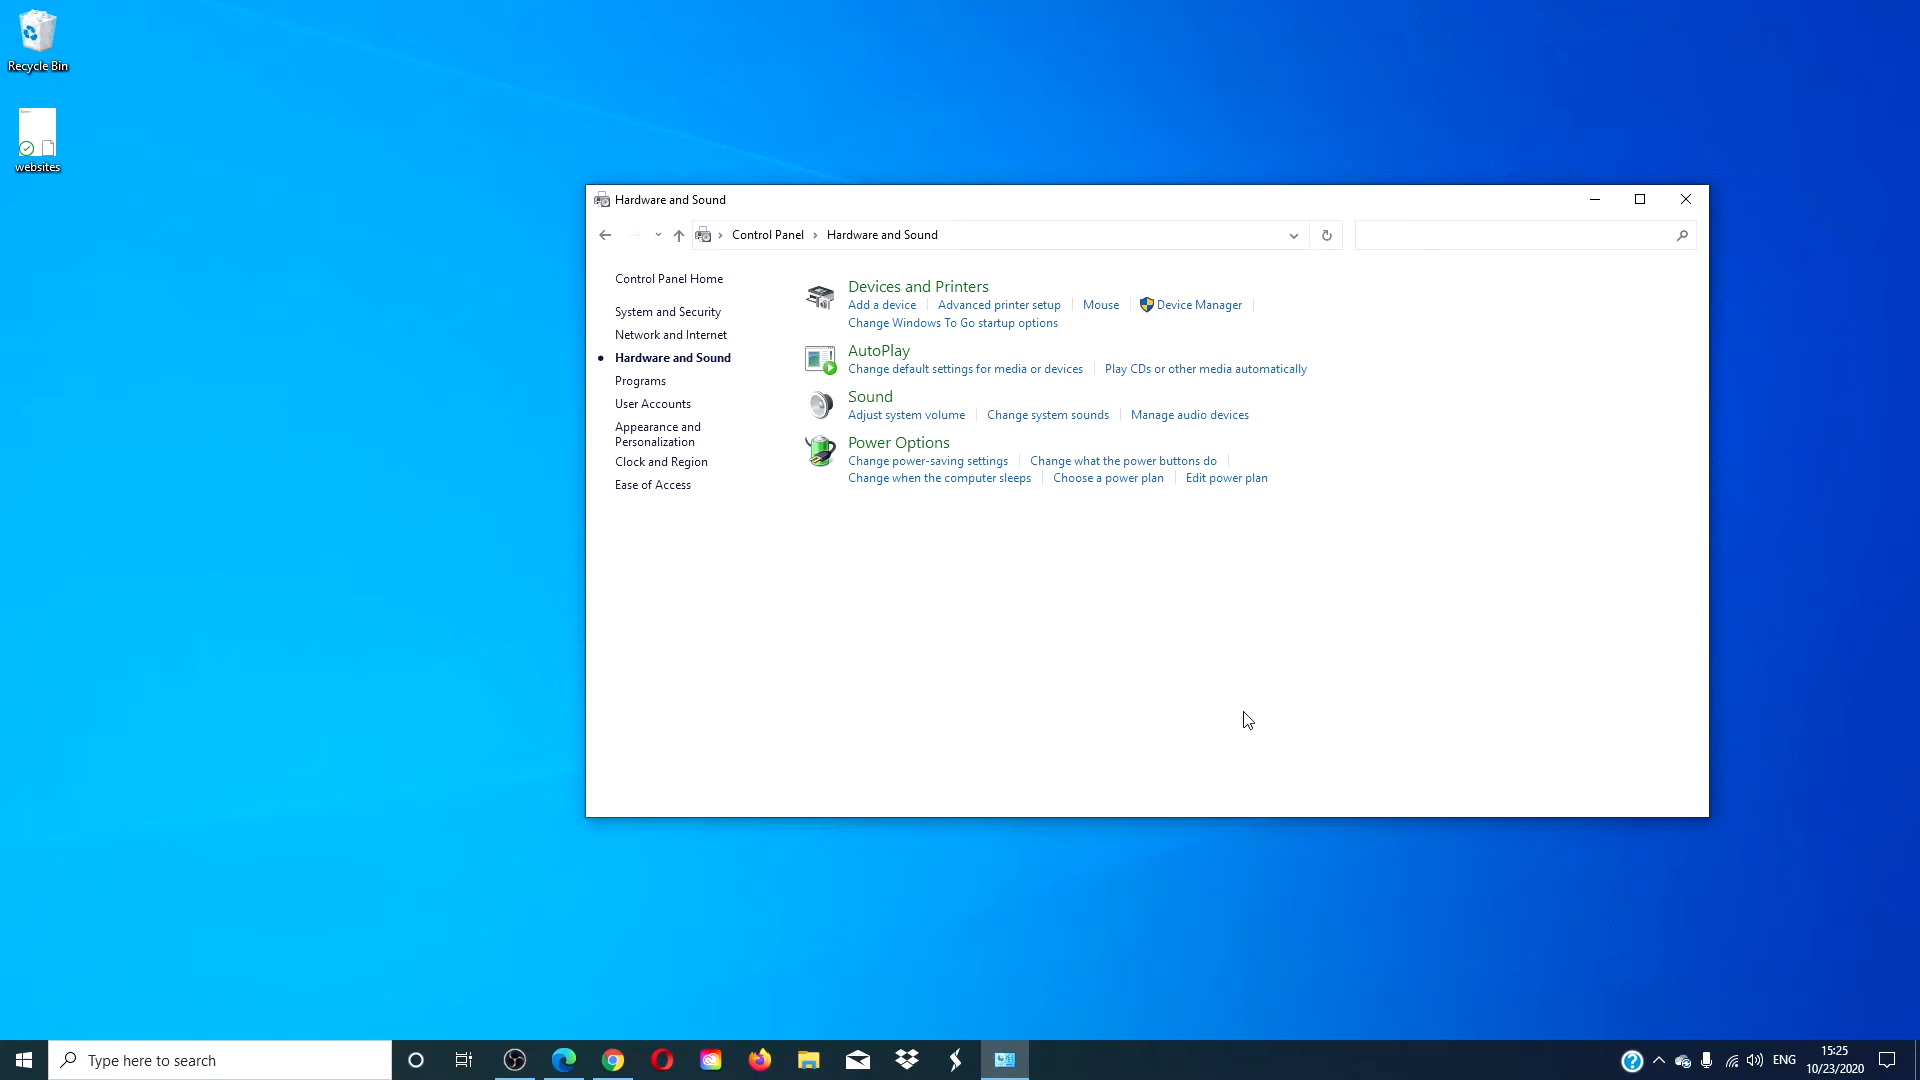 Recycle Bin
websites
Hardware and Sound
Control Panel > Hardware and Sound
Control Panel Home
System and Security
Network and Internet
Hardware and Sound
Programs
User Accounts
Appearance and
Personalization
Clock and Region
Ease of Access
Devices and Printers
Add a device Advanced printer setup Mouse Device Manager
Change Windows To Go startup options
AutoPlay
Change default settings for media or devices Play CDs or other media automatically
Sound
Adjust system volume Change system sounds Manage audio devices
Power Options
Change power-saving settings Change what the power buttons do
Change when the computer sleeps Choose a power plan Edit power plan
Type here to search
ENG
15:25
10/23/2020